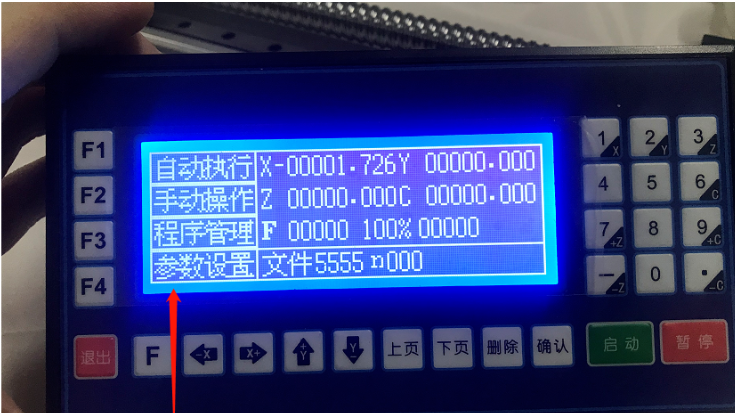 F1
F2
F3
F4
自动执行 X-00001.726Y 00000.000
手动操作 Z 00000.000C 00000.000
程序管理 F 00000 100% 00000
参数设置 文件5555 n000
1 X 2 Y 3 Z
4 5 6 C
7 +Z 8 9 +C
— -Z 0 . -C
退出 F -X X+ +Y Y- 上页 下页 删除 确认 启动 暂停